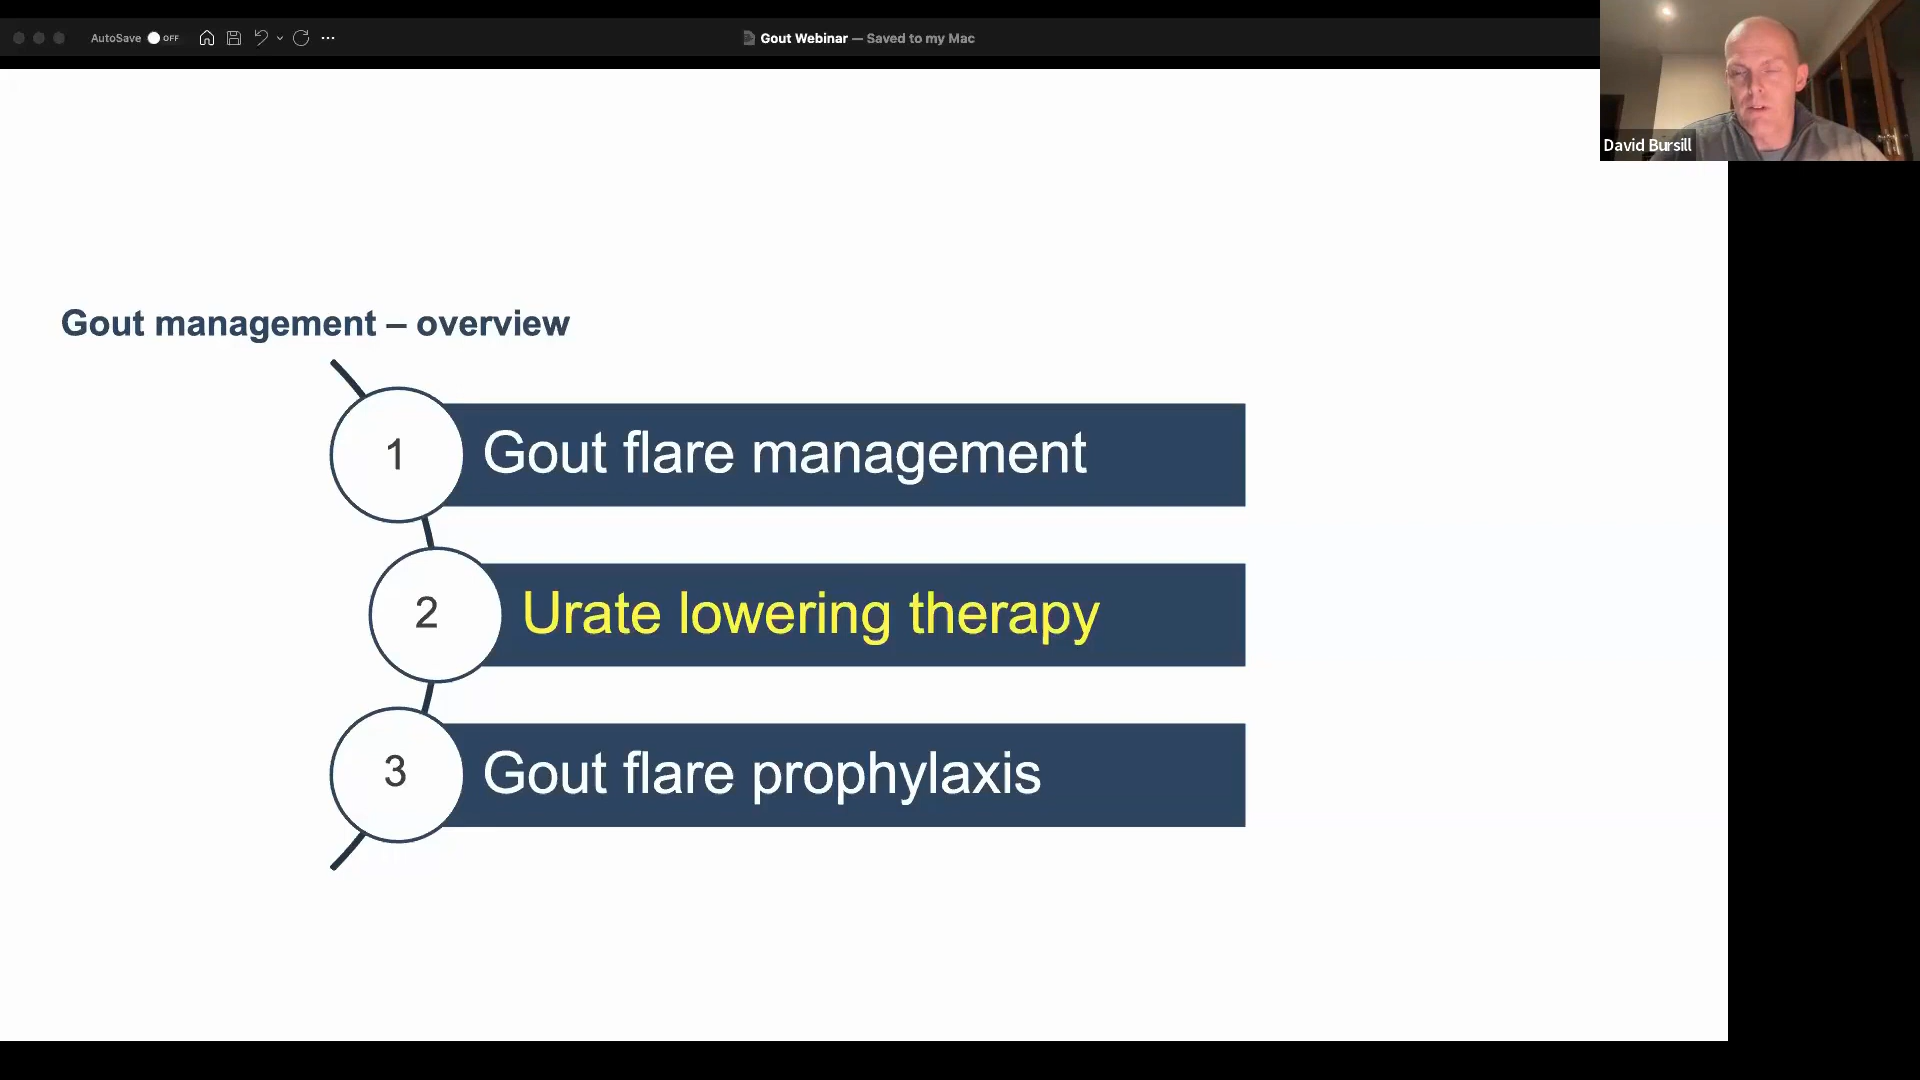 AutoSave OFF
Gout Webinar — Saved to my Mac
David Bursill
Gout management – overview
1 Gout flare management
2 Urate lowering therapy
3 Gout flare prophylaxis